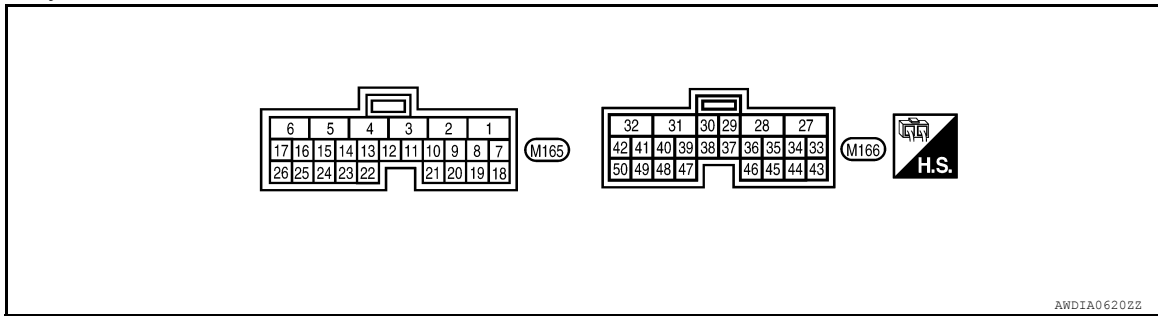 6 5 4 3 2 1
17 16 15 14 13 12 11 10 9 8 7
26 25 24 23 22 21 20 19 18
M165
32 31 30 29 28 27
42 41 40 39 38 37 36 35 34 33
50 49 48 47 46 45 44 43
M166
H.S.
AWDIA0620ZZ